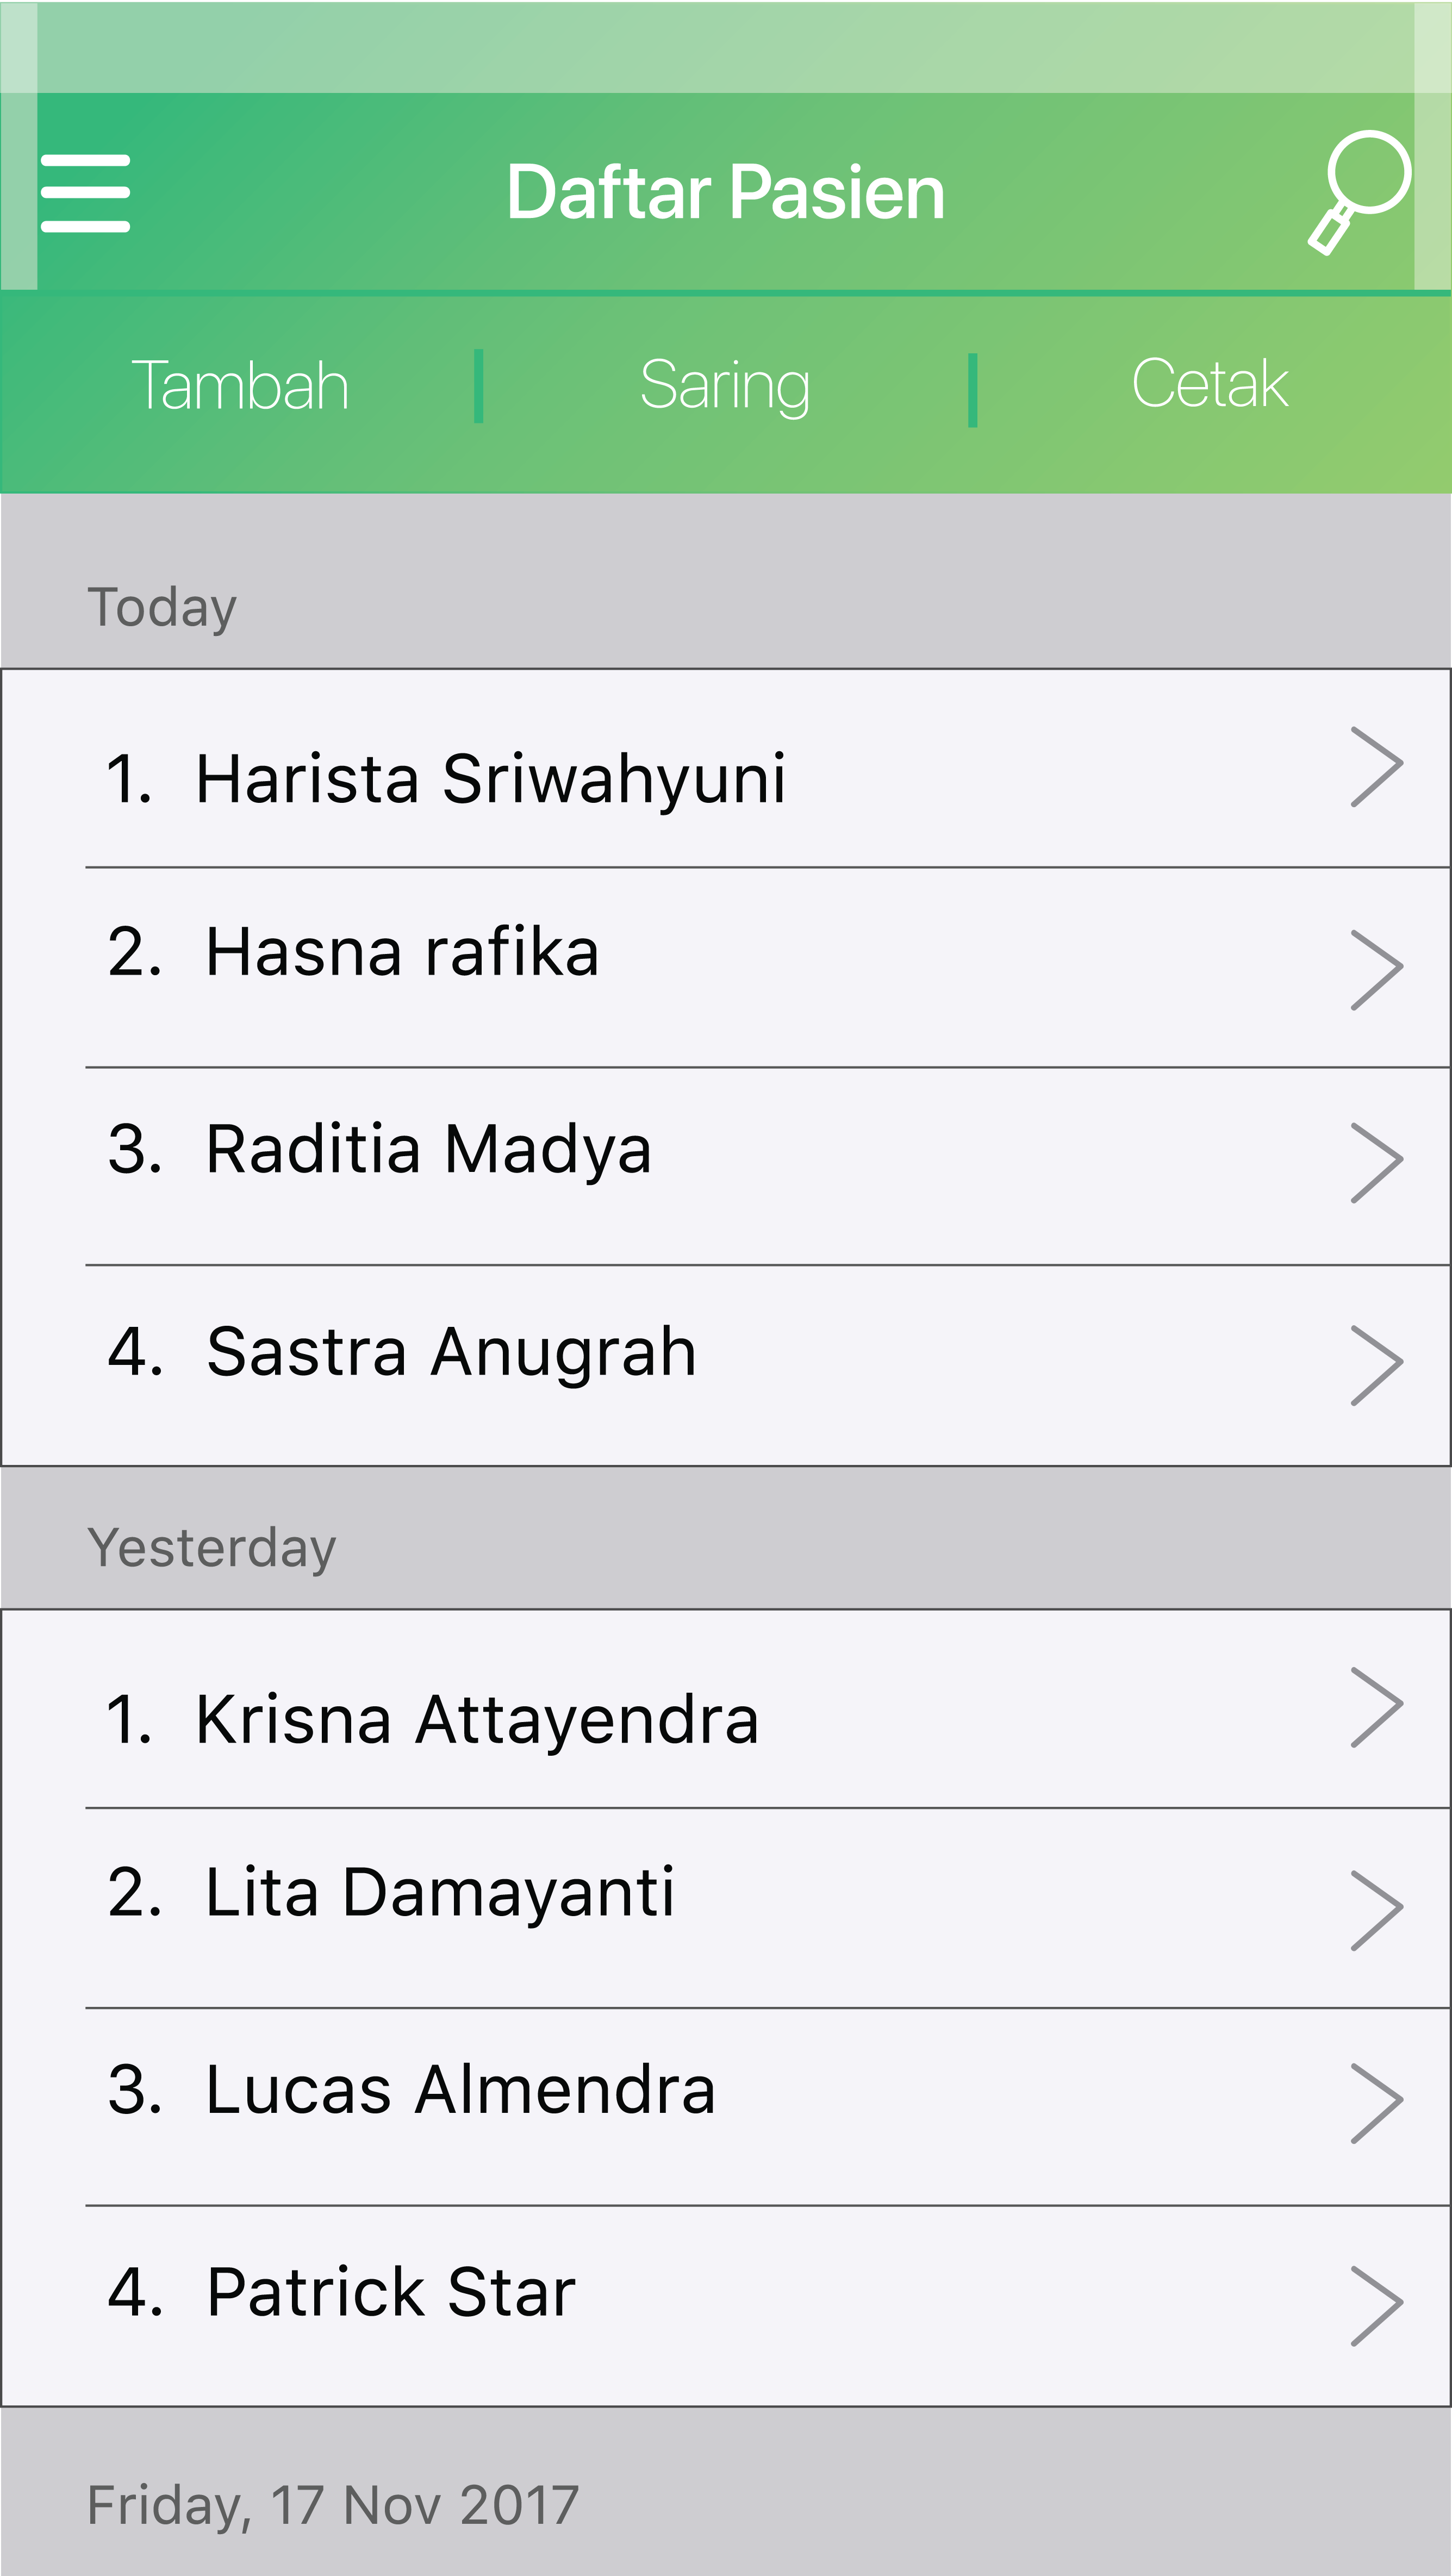 Daftar Pasien
Tambah
Saring
Cetak
Today
1. Harista Sriwahyuni
2. Hasna rafika
3. Raditia Madya
4. Sastra Anugrah
Yesterday
1. Krisna Attayendra
2. Lita Damayanti
3. Lucas Almendra
4. Patrick Star
Friday, 17 Nov 2017